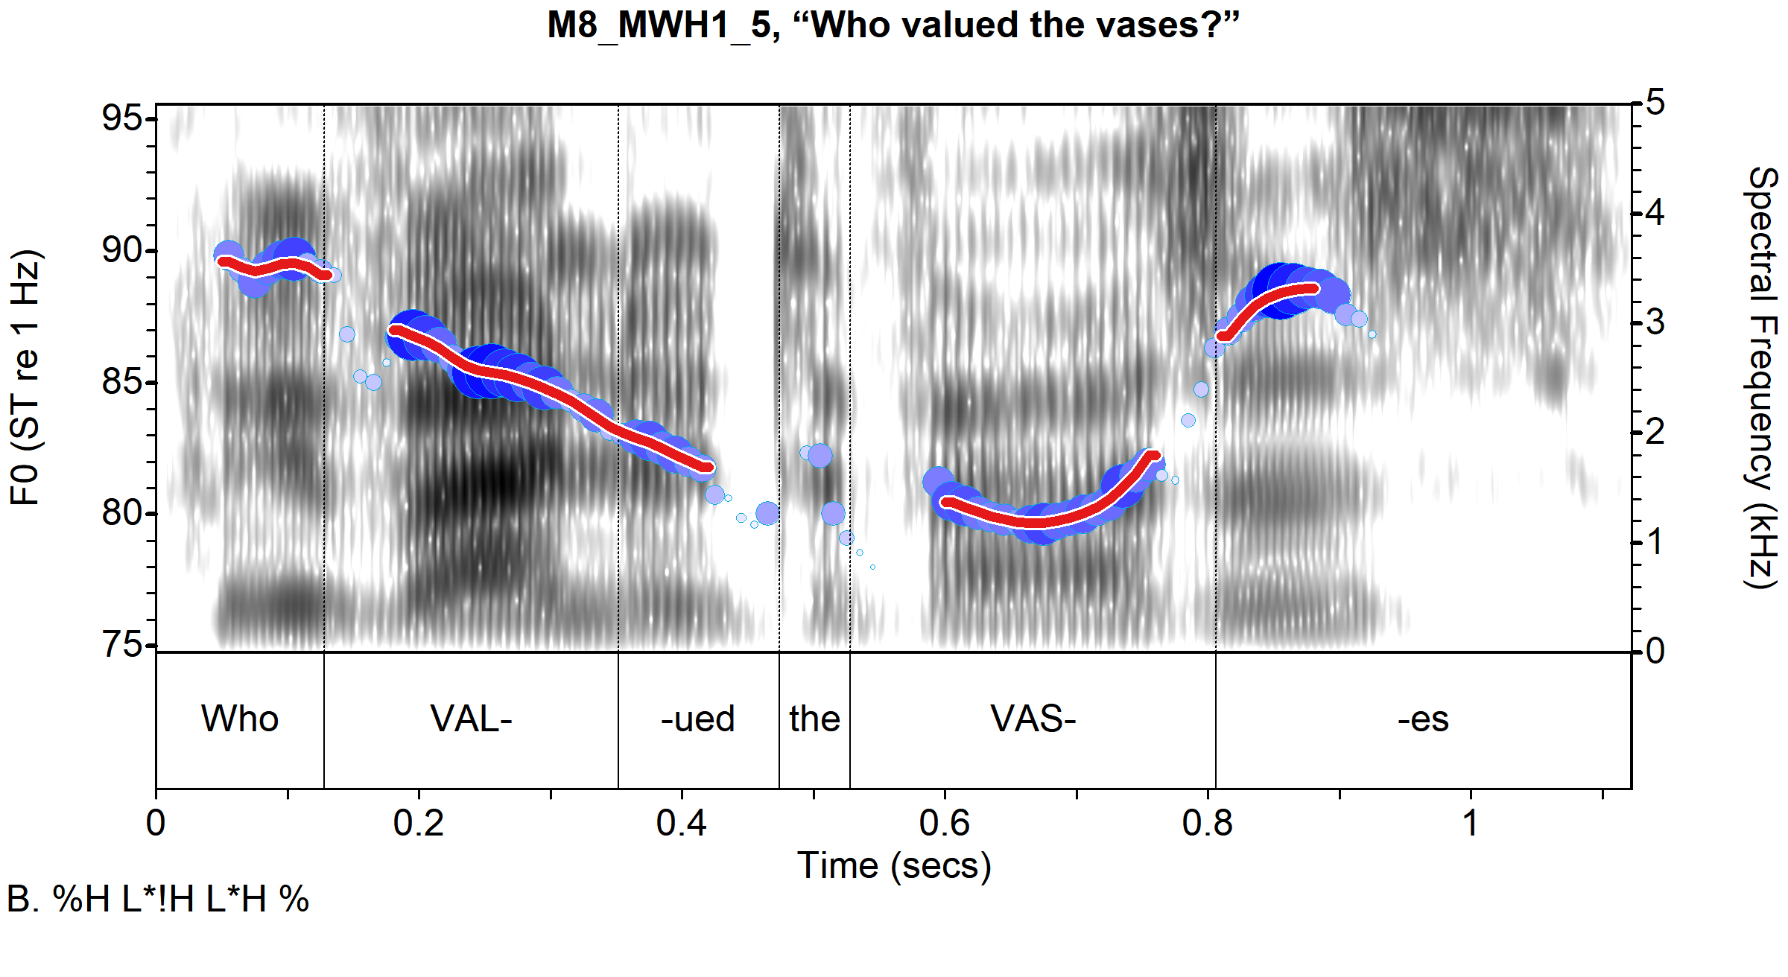 M8_MWH1_5, “Who valued the vases?”
95
90
85
80
75
F0 (ST re 1 Hz)
5
4
3
2
1
0
Spectral Frequency (kHz)
Who VAL- -ued the VAS- -es
0 0.2 0.4 0.6 0.8 1
Time (secs)
B. %H L*!H L*H %